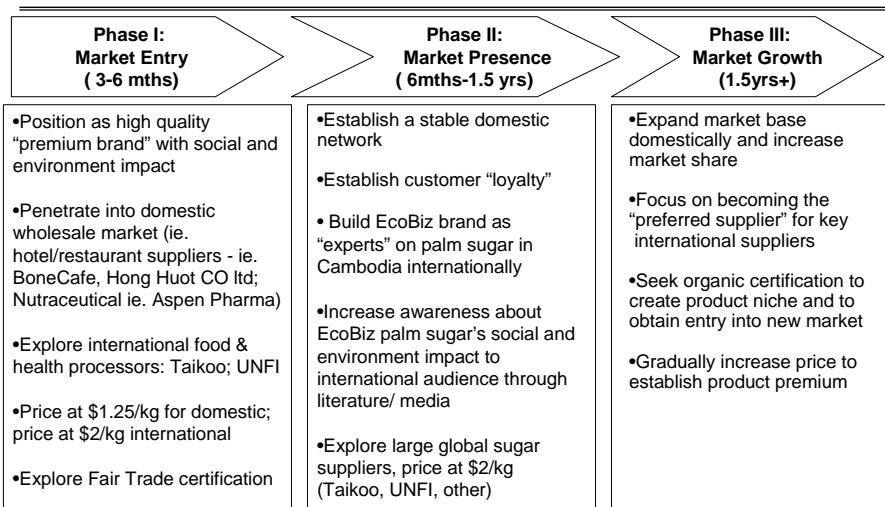 Phase I:
Market Entry
( 3-6 mths)
•Position as high quality
“premium brand” with social and
environment impact
•Penetrate into domestic
wholesale market (ie.
hotel/restaurant suppliers - ie.
BoneCafe, Hong Huot CO ltd;
Nutraceutical ie. Aspen Pharma)
•Explore international food &
health processors: Taikoo; UNFI
•Price at $1.25/kg for domestic;
price at $2/kg international
•Explore Fair Trade certification
Phase II:
Market Presence
( 6mths-1.5 yrs)
•Establish a stable domestic
network
•Establish customer “loyalty”
• Build EcoBiz brand as
“experts” on palm sugar in
Cambodia internationally
•Increase awareness about
EcoBiz palm sugar’s social and
environment impact to
international audience through
literature/ media
•Explore large global sugar
suppliers, price at $2/kg
(Taikoo, UNFI, other)
Phase III:
Market Growth
(1.5yrs+)
•Expand market base
domestically and increase
market share
•Focus on becoming the
“preferred supplier” for key
international suppliers
•Seek organic certification to
create product niche and to
obtain entry into new market
•Gradually increase price to
establish product premium